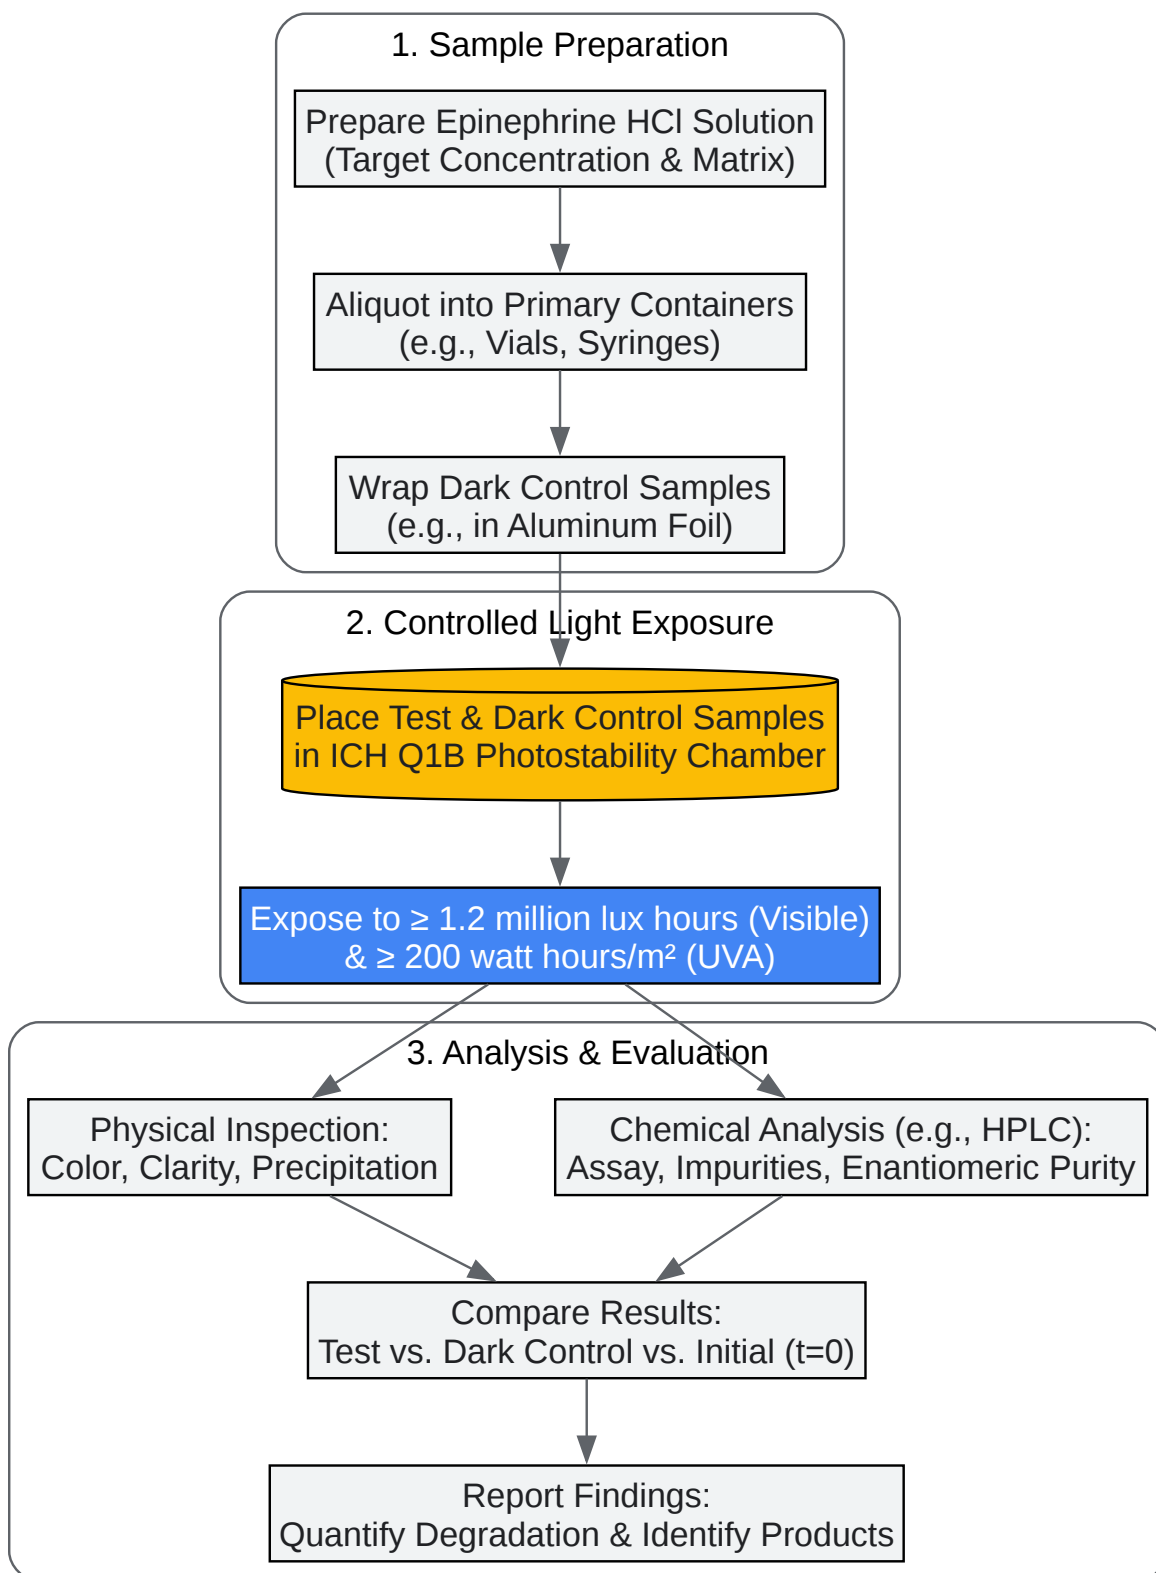 1. Sample Preparation
Prepare Epinephrine HCl Solution
(Target Concentration & Matrix)
Aliquot into Primary Containers
(e.g., Vials, Syringes)
Wrap Dark Control Samples
(e.g., in Aluminum Foil)
2. Controlled Light Exposure
Place Test & Dark Control Samples
in ICH Q1B Photostability Chamber
Expose to ≥ 1.2 million lux hours (Visible)
& ≥ 200 watt hours/m² (UVA)
3. Analysis & Evaluation
Physical Inspection:
Color, Clarity, Precipitation
Chemical Analysis (e.g., HPLC):
Assay, Impurities, Enantiomeric Purity
Compare Results:
Test vs. Dark Control vs. Initial (t=0)
Report Findings:
Quantify Degradation & Identify Products